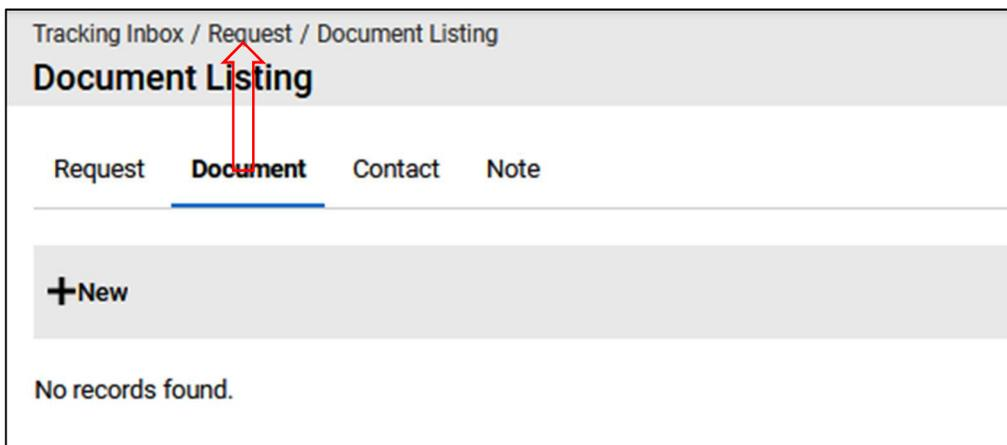 Tracking Inbox / Request / Document Listing
Document Listing
Request Document Contact Note
+New
No records found.